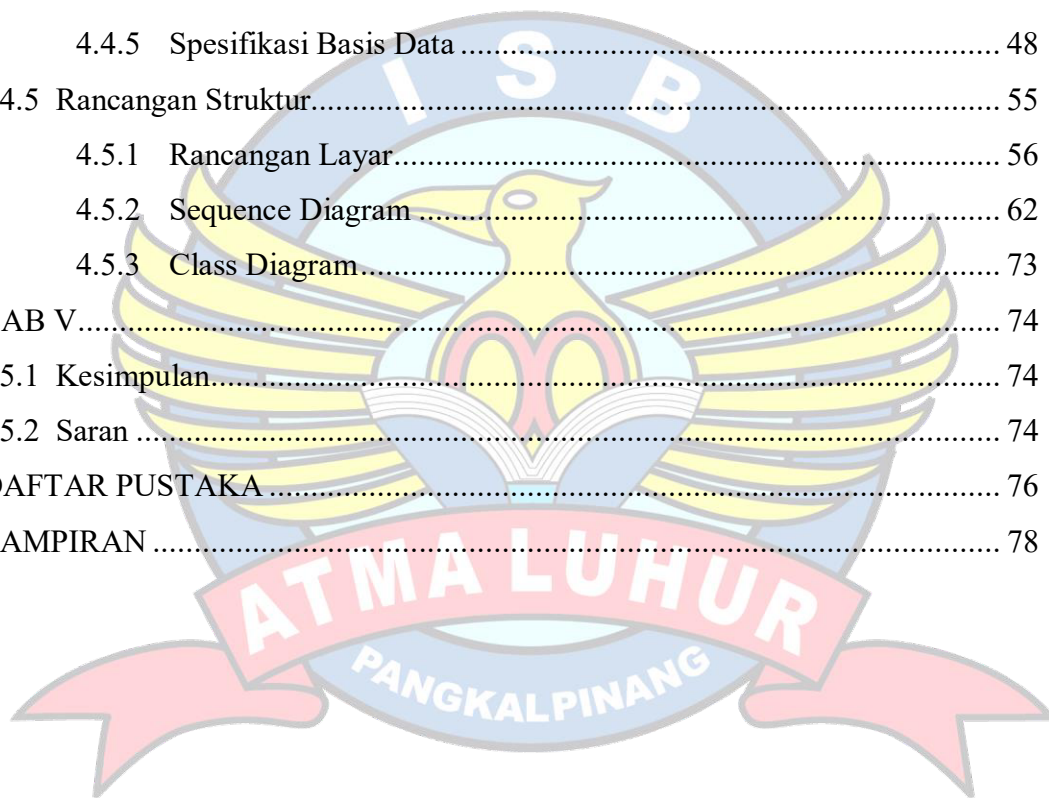 4.4.5 Spesifikasi Basis Data ................................................................ 48
4.5 Rancangan Struktur................................................................ 55
4.5.1 Rancangan Layar................................................................ 56
4.5.2 Sequence Diagram ................................................................ 62
4.5.3 Class Diagram................................................................ 73
AB V................................................................ 74
5.1 Kesimpulan................................................................ 74
5.2 Saran ................................................................ 74
DAFTAR PUSTAKA ................................................................ 76
AMPIRAN ................................................................ 78
I S B
ATMA LUHUR
PANGKALPINANG